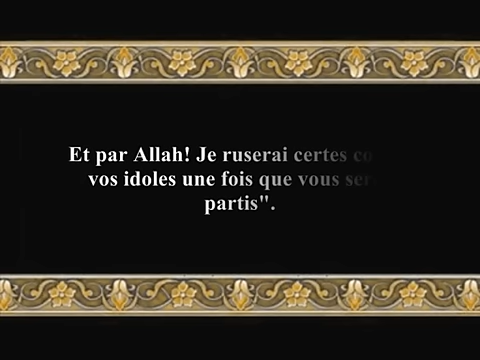 Et par Allah! Je ruserai certes
vos idoles une fois que vous
partis".